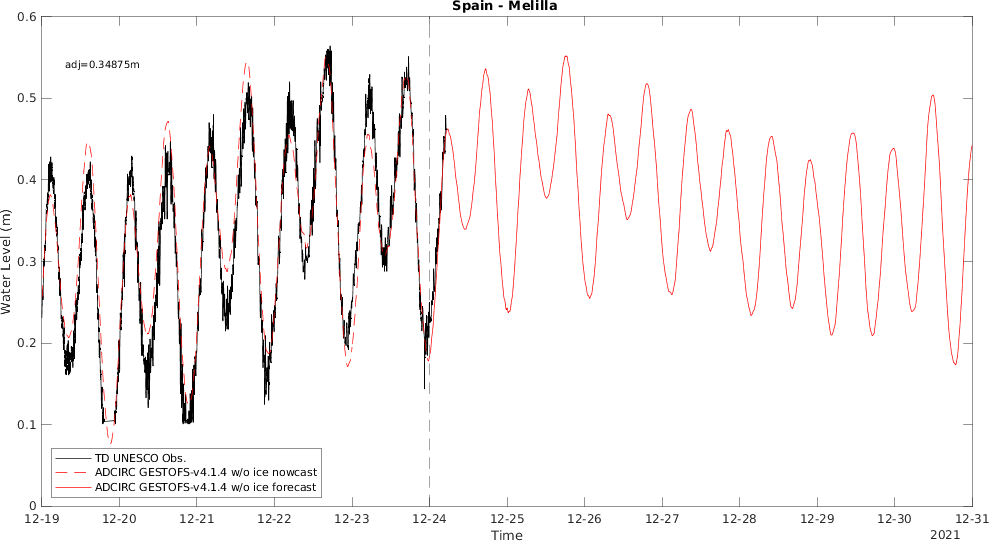 Spain - Melilla
adj=0.34875m
Water Level (m)
0.6
0.5
0.4
0.3
0.2
0.1
0
TD UNESCO Obs.
ADCIRC GESTOFS-v4.1.4 w/o ice nowcast
ADCIRC GESTOFS-v4.1.4 w/o ice forecast
12-19 12-20 12-21 12-22 12-23 12-24 12-25 12-26 12-27 12-28 12-29 12-30 12-31
Time
2021